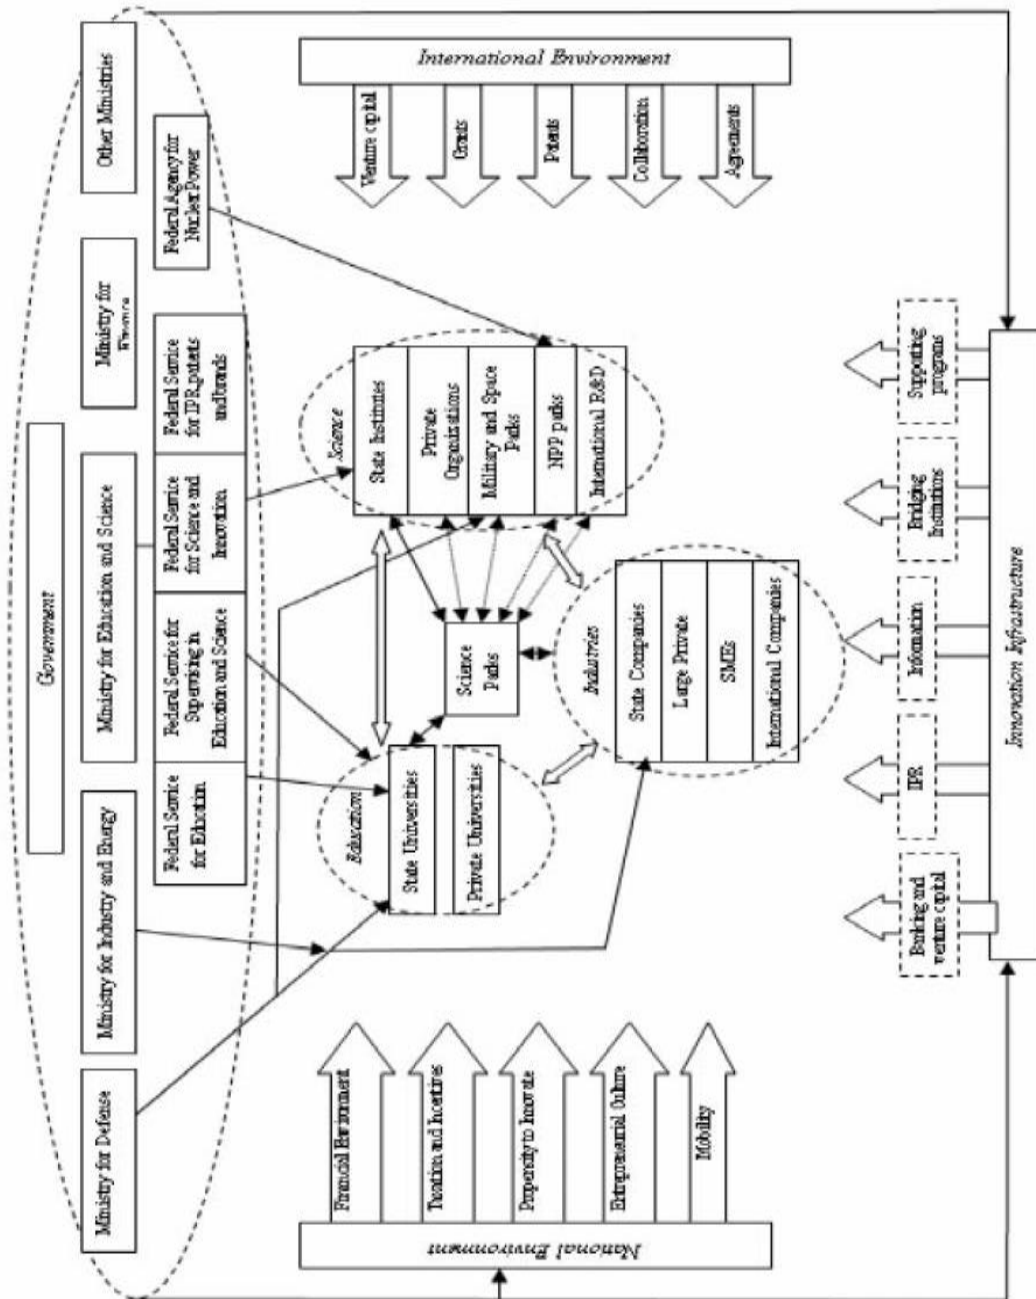 Government
Ministry for Defense
Ministry for Industry and Energy
Ministry for Education and Science
Ministry for
Finance
Other Ministries
Federal Service
for Education
Federal Service for
Supervising in
Education and Science
Federal Service
for Science and
Innovation
Federal Service
for IPR, patents
and brands
Federal Agency for
Nuclear Power
National Environment
Financial Environment
Taxation and Incentives
Propensity to Innovate
Entrepreneurial Culture
Mobility
Education
State Universities
Private Universities
Science
Parks
Science
State Institutes
Private
Organizations
Military and Space
Parks
NPP parks
International R&D
Industries
State Companies
Large Private
SMEs
International Companies
International Environment
Venture capital
Grants
Patents
Collaboration
Agreements
Banking and
venture capital
IPR
Information
Bridging
Institutions
Supporting
programs
Innovation Infrastructure